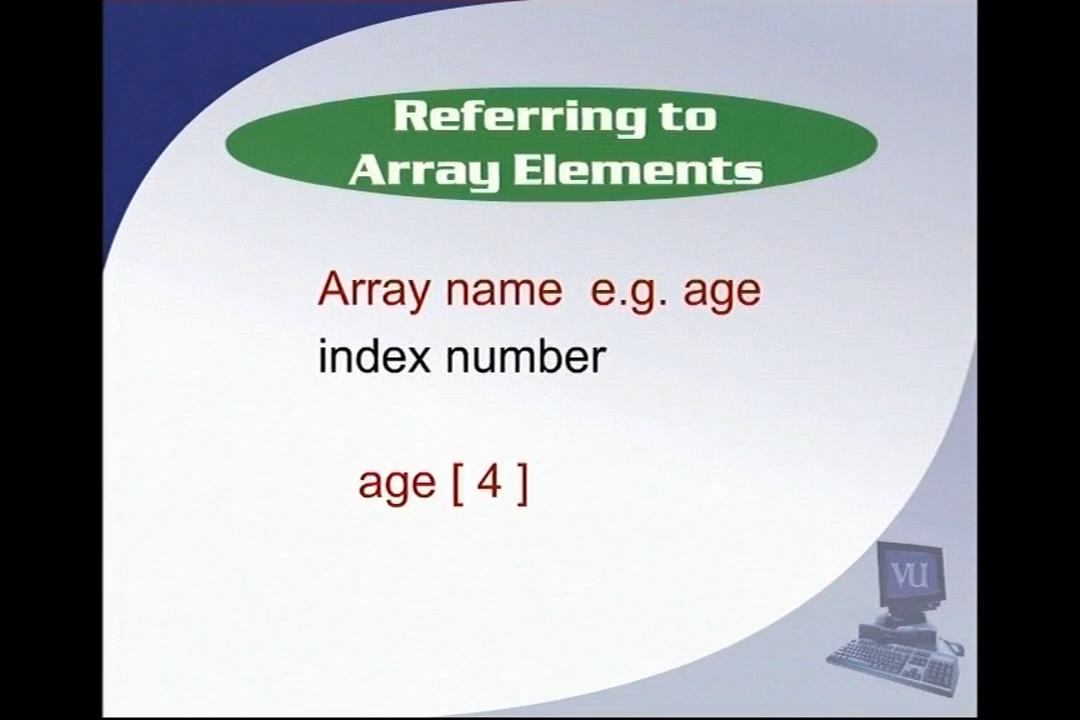 Referring to
Array Elements
Array name e.g. age
index number
age [ 4 ]
VU